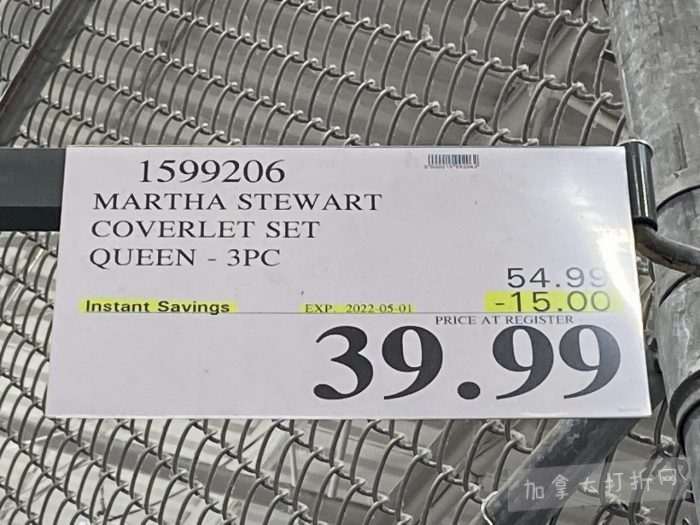 1599206
MARTHA STEWART
COVERLET SET
QUEEN - 3PC
54.99
Instant Savings EXP. 2022-05-01 -15.00
PRICE AT REGISTER
39.99
加拿大打折网